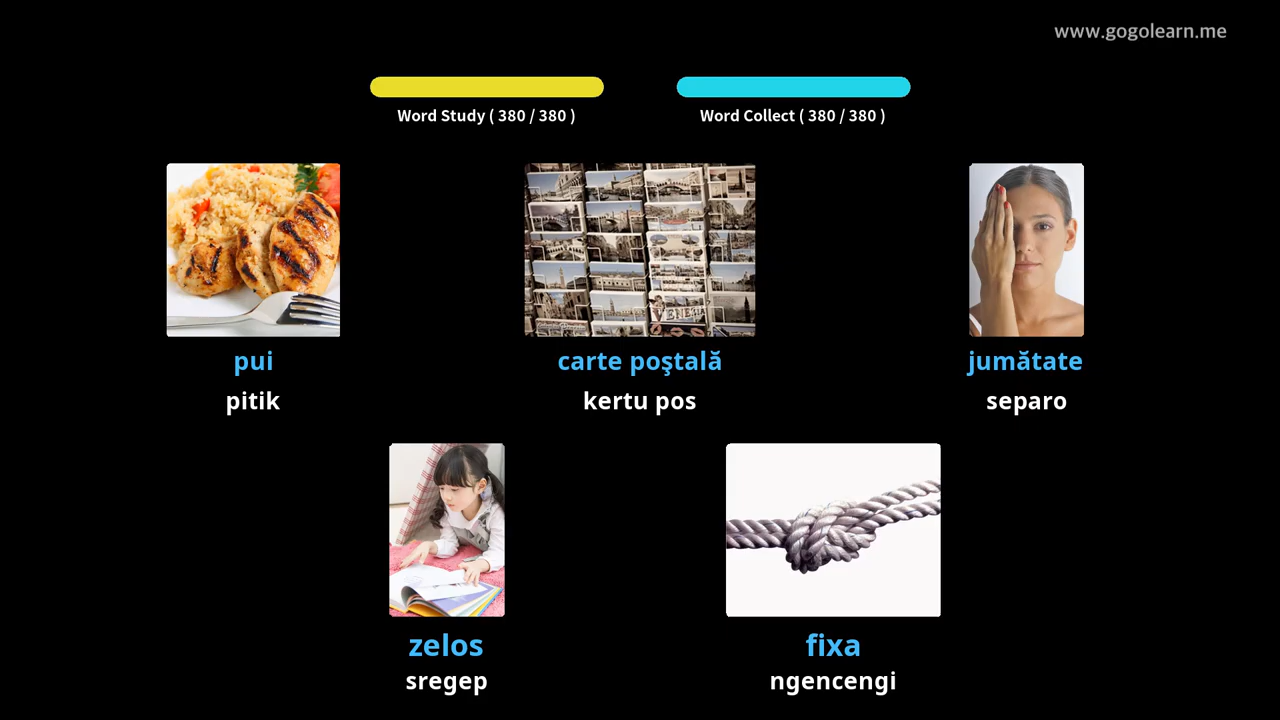 www.gogolearn.me
Word Study ( 380 / 380 )
Word Collect ( 380 / 380 )
VENEZIA
pui
carte poştală
jumătate
pitik
kertu pos
separo
zelos
fixa
sregep
ngencengi